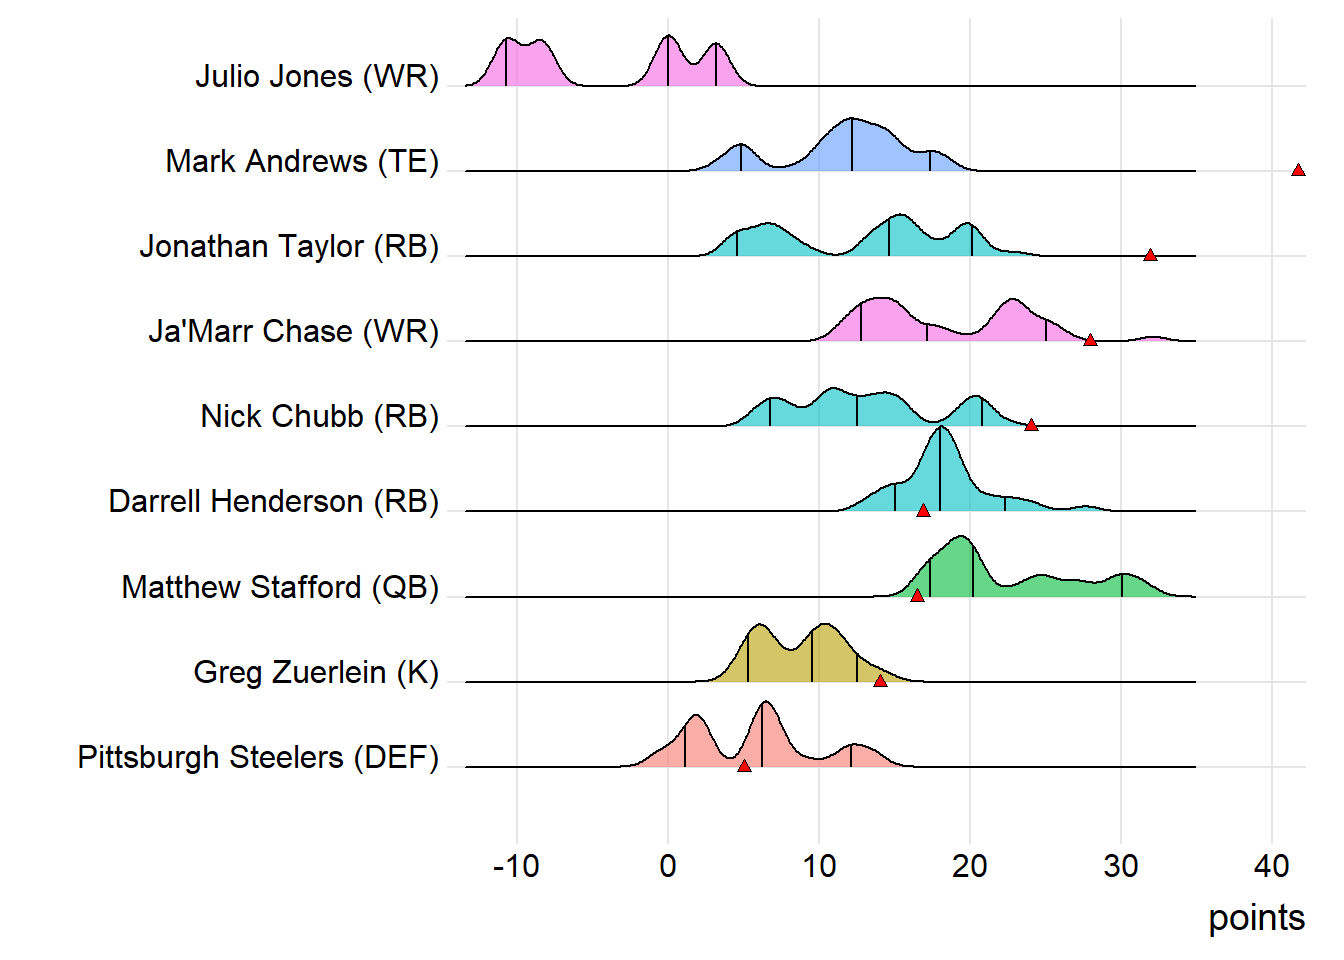 Julio Jones (WR)
Mark Andrews (TE)
Jonathan Taylor (RB)
Ja'Marr Chase (WR)
Nick Chubb (RB)
Darrell Henderson (RB)
Matthew Stafford (QB)
Greg Zuerlein (K)
Pittsburgh Steelers (DEF)
-10 0 10 20 30 40
points